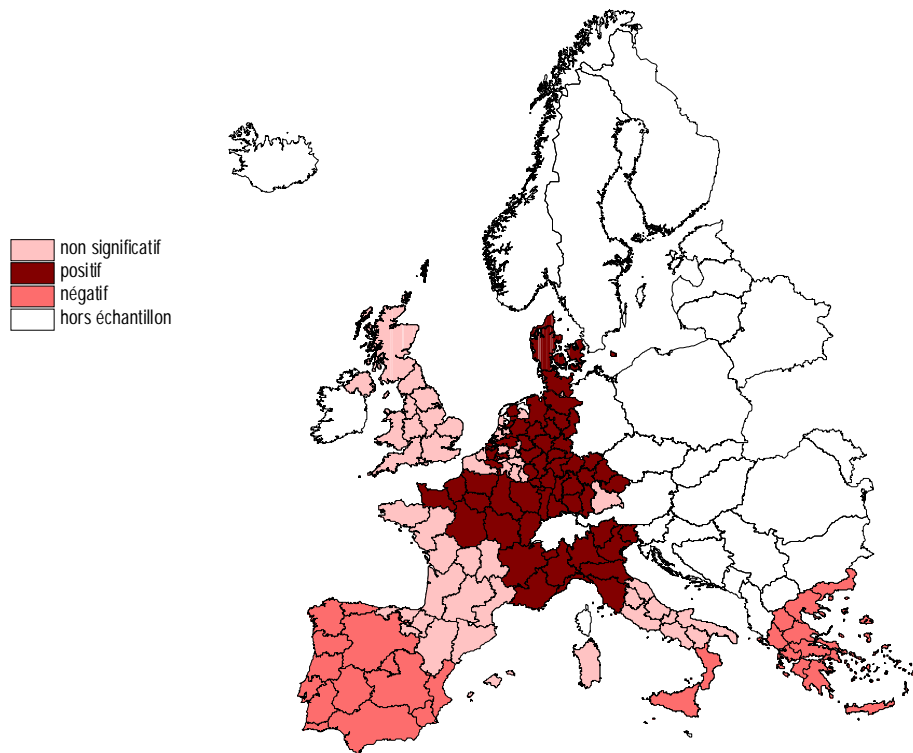 non significatif
positif
négatif
hors échantillon